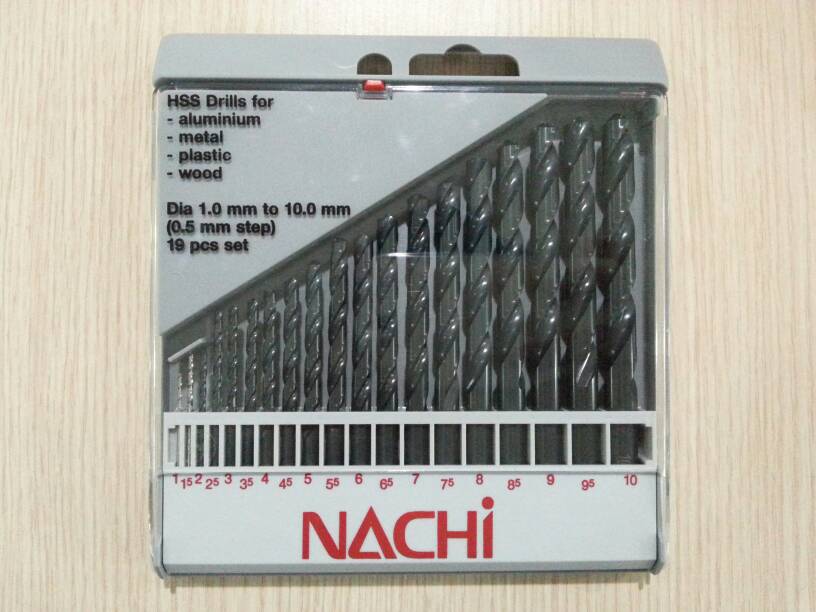 HSS Drills for
- aluminium
- metal
- plastic
- wood
Dia 1.0 mm to 10.0 mm
(0.5 mm step)
19 pcs set
1 15 2 25 3 35 4 45 5 55 6 65 7 75 8 85 9 95 10
NACHi